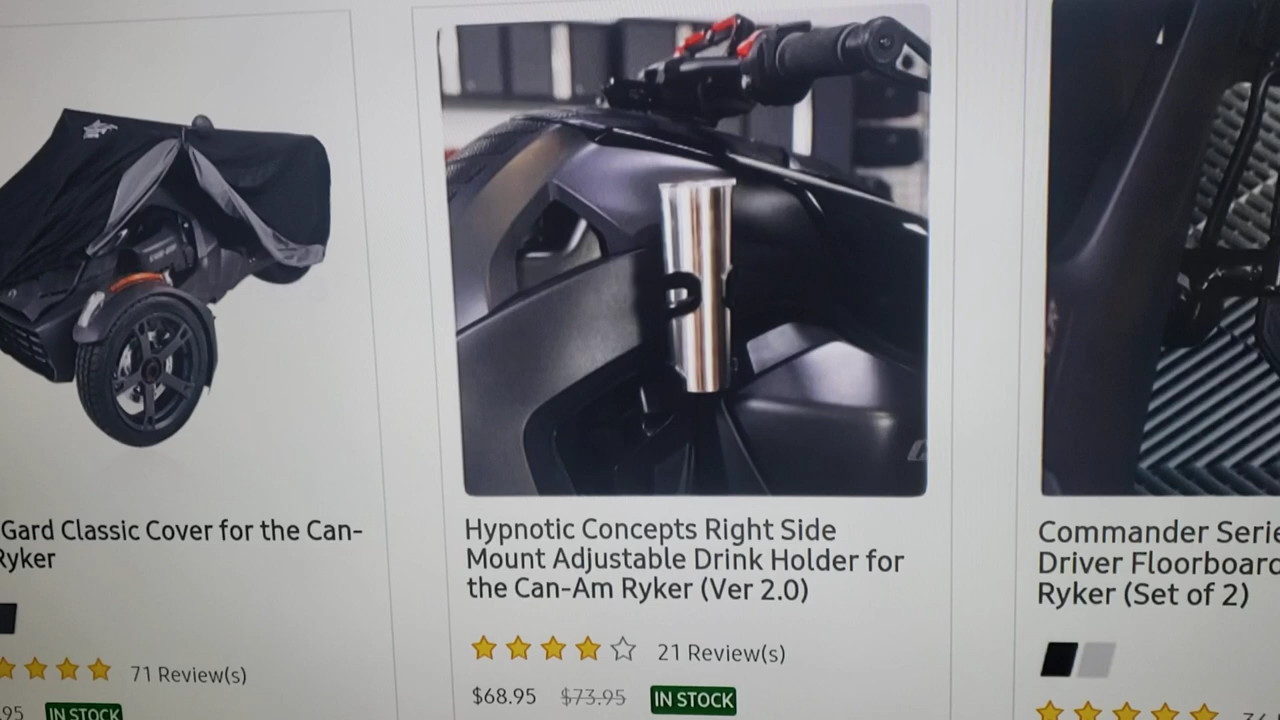 Gard Classic Cover for the Can-
Ryker
71 Review(s)
.95
IN STOCK
Hypnotic Concepts Right Side
Mount Adjustable Drink Holder for
the Can-Am Ryker (Ver 2.0)
21 Review(s)
$68.95 $73.95 IN STOCK
Commander Serie
Driver Floorboard
Ryker (Set of 2)